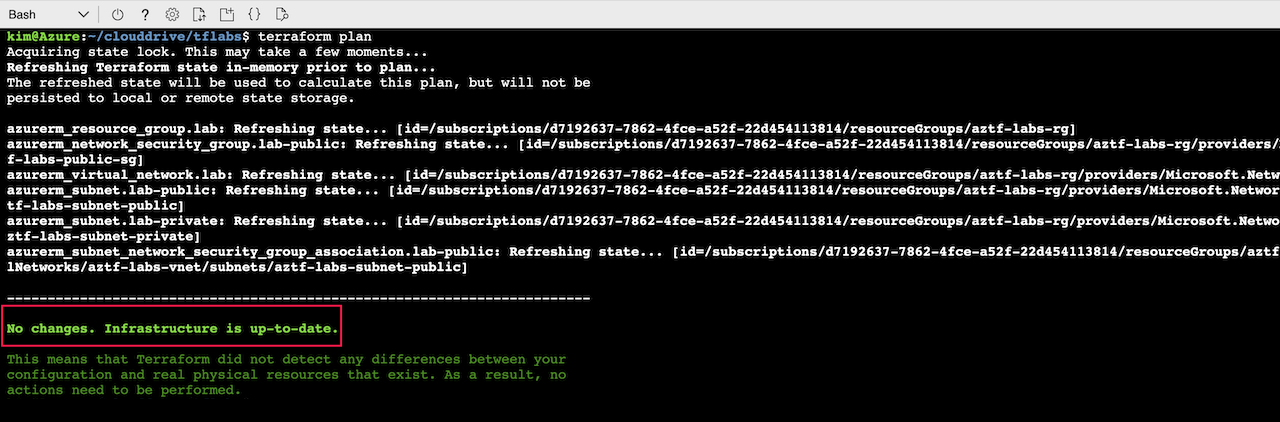 Bash
kim@Azure:~/clouddrive/tflabs$ terraform plan
Acquiring state lock. This may take a few moments...
Refreshing Terraform state in-memory prior to plan...
The refreshed state will be used to calculate this plan, but will not be
persisted to local or remote state storage.
azurerm_resource_group.lab: Refreshing state... [id=/subscriptions/d7192637-7862-4fce-a52f-22d454113814/resourceGroups/aztf-labs-rg]
azurerm_network_security_group.lab-public: Refreshing state... [id=/subscriptions/d7192637-7862-4fce-a52f-22d454113814/resourceGroups/aztf-labs-rg/providers/
f-labs-public-sg]
azurerm_virtual_network.lab: Refreshing state... [id=/subscriptions/d7192637-7862-4fce-a52f-22d454113814/resourceGroups/aztf-labs-rg/providers/Microsoft.Netw
azurerm_subnet.lab-public: Refreshing state... [id=/subscriptions/d7192637-7862-4fce-a52f-22d454113814/resourceGroups/aztf-labs-rg/providers/Microsoft.Networ
tf-labs-subnet-public]
azurerm_subnet.lab-private: Refreshing state... [id=/subscriptions/d7192637-7862-4fce-a52f-22d454113814/resourceGroups/aztf-labs-rg/providers/Microsoft.Netwo
ztf-labs-subnet-private]
azurerm_subnet_network_security_group_association.lab-public: Refreshing state... [id=/subscriptions/d7192637-7862-4fce-a52f-22d454113814/resourceGroups/aztf
lNetworks/aztf-labs-vnet/subnets/aztf-labs-subnet-public]
------------------------------------------------------------------------
No changes. Infrastructure is up-to-date.
This means that Terraform did not detect any differences between your
configuration and real physical resources that exist. As a result, no
actions need to be performed.